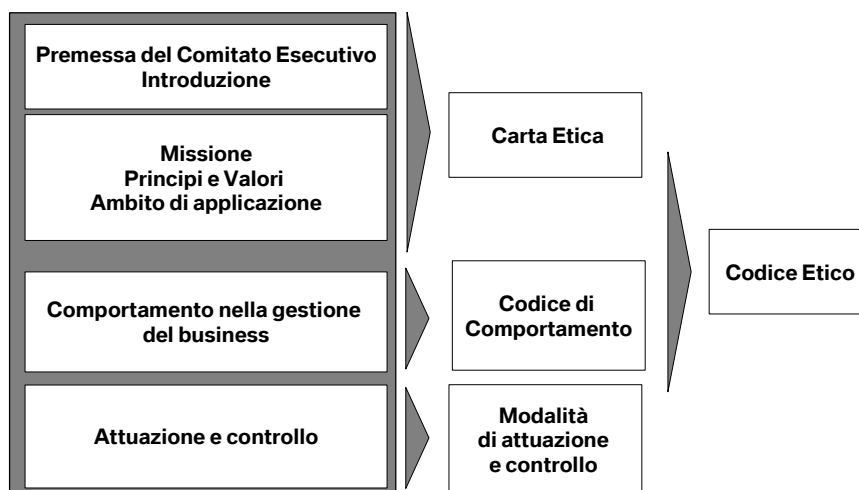 Premessa del Comitato Esecutivo
Introduzione
Missione
Principi e Valori
Ambito di applicazione
Carta Etica
Comportamento nella gestione
del business
Codice di
Comportamento
Codice Etico
Attuazione e controllo
Modalità
di attuazione
e controllo